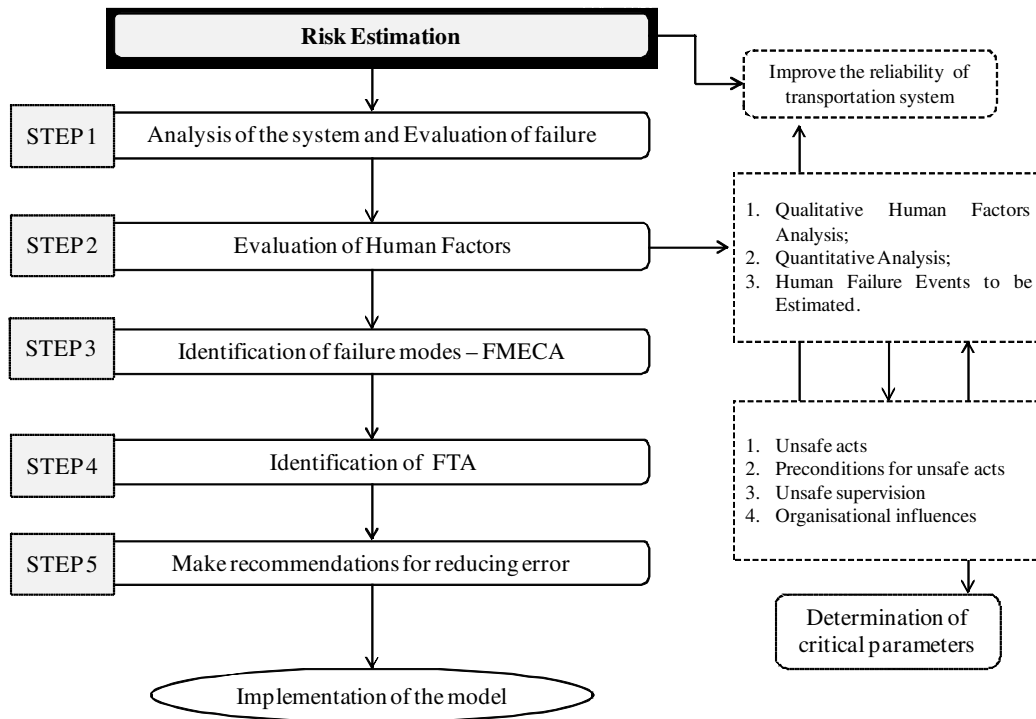 Risk Estimation
Improve the reliability of
transportation system
STEP 1
Analysis of the system and Evaluation of failure
STEP 2
Evaluation of Human Factors
1. Qualitative Human Factors
Analysis;
2. Quantitative Analysis;
3. Human Failure Events to be
Estimated.
STEP 3
Identification of failure modes – FMECA
STEP 4
Identification of FTA
1. Unsafe acts
2. Preconditions for unsafe acts
3. Unsafe supervision
4. Organisational influences
STEP 5
Make recommendations for reducing error
Determination of
critical parameters
Implementation of the model